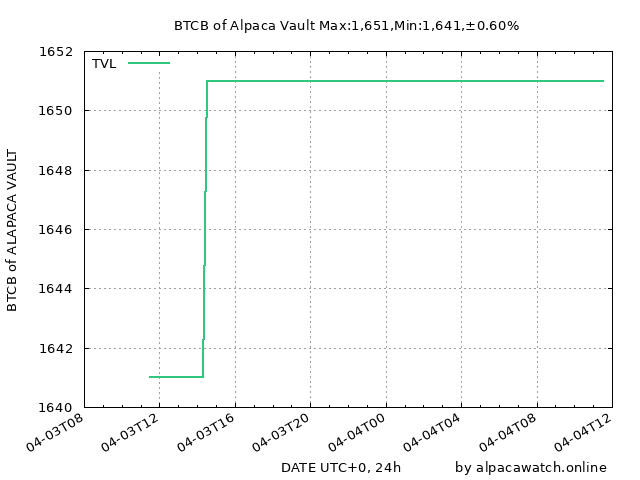 BTCB of Alpaca Vault Max:1,651,Min:1,641,±0.60%
TVL
1652
1650
1648
1646
1644
1642
1640
BTCB of ALAPACA VAULT
04-03T08
04-03T12
04-03T16
04-03T20
04-04T00
04-04T04
04-04T08
04-04T12
DATE UTC+0, 24h
by alpacawatch.online